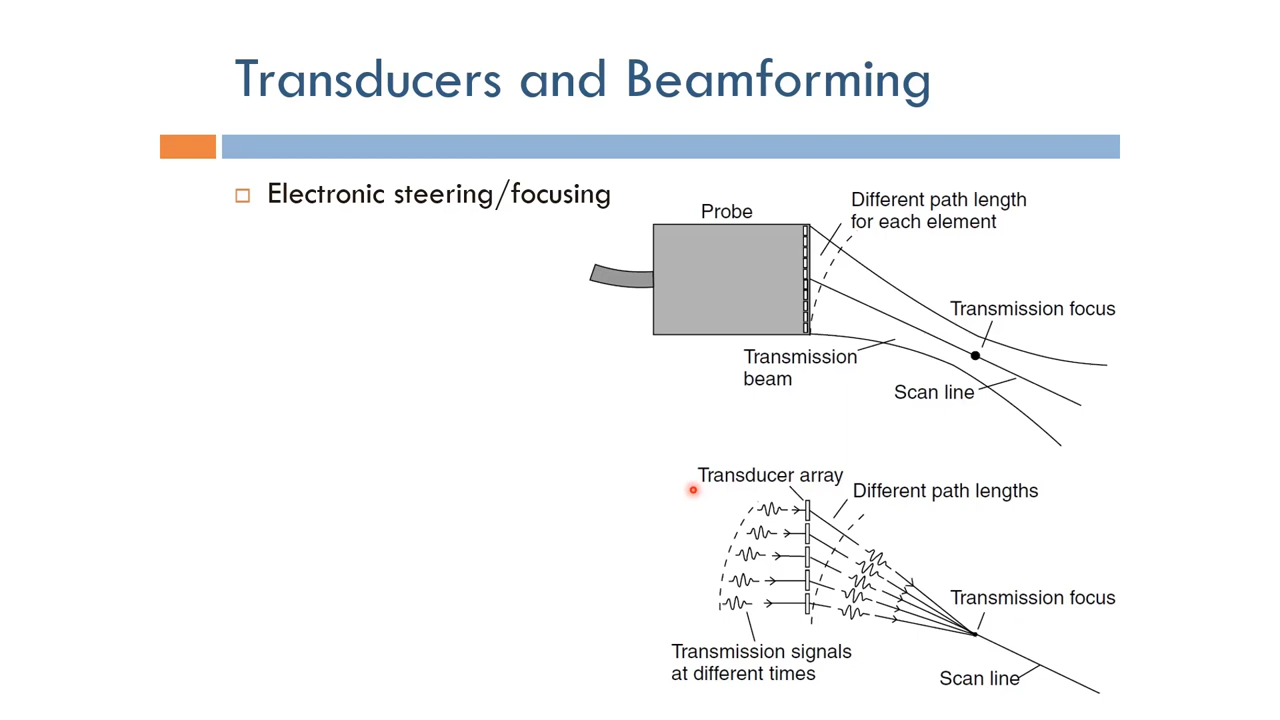 Transducers and Beamforming
Electronic steering/focusing
Probe
Different path length
for each element
Transmission focus
Transmission
beam
Scan line
Transducer array
Different path lengths
Transmission focus
Transmission signals
at different times
Scan line